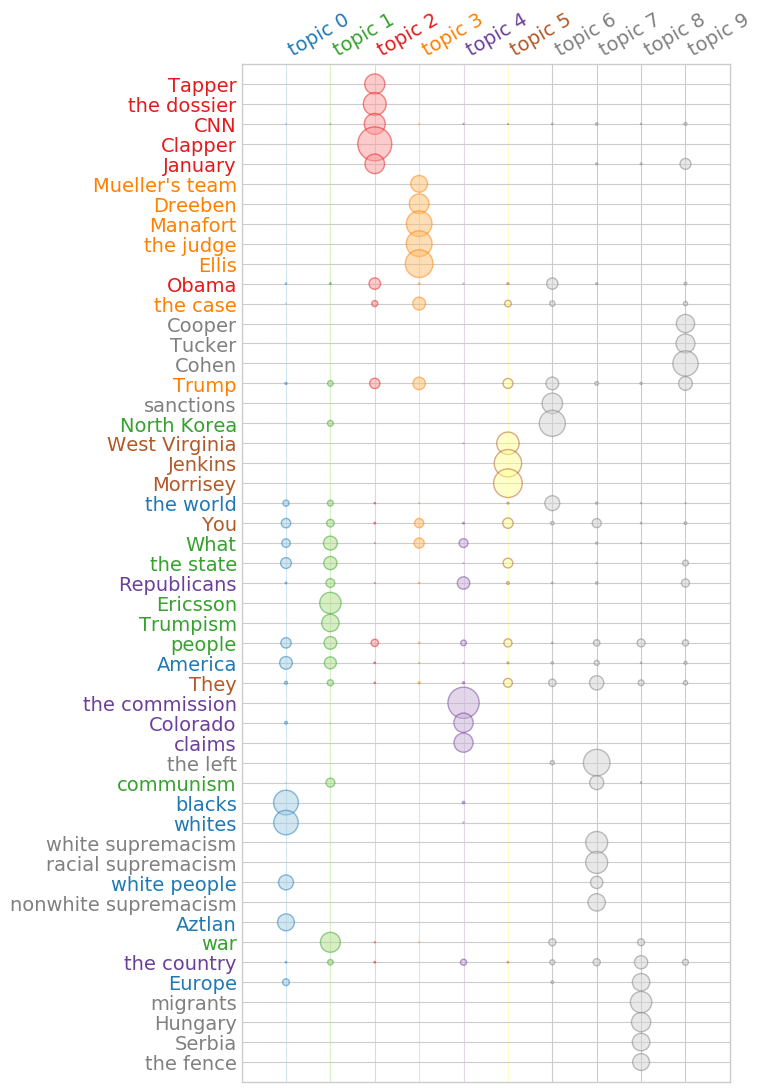 topic 0
topic 1
topic 2
topic 3
topic 4
topic 5
topic 6
topic 7
topic 8
topic 9
Tapper
the dossier
CNN
Clapper
January
Mueller's team
Dreeben
Manafort
the judge
Ellis
Obama
the case
Cooper
Tucker
Cohen
Trump
sanctions
North Korea
West Virginia
Jenkins
Morrisey
the world
You
What
the state
Republicans
Ericsson
Trumpism
people
America
They
the commission
Colorado
claims
the left
communism
blacks
whites
white supremacism
racial supremacism
white people
nonwhite supremacism
Aztlan
war
the country
Europe
migrants
Hungary
Serbia
the fence